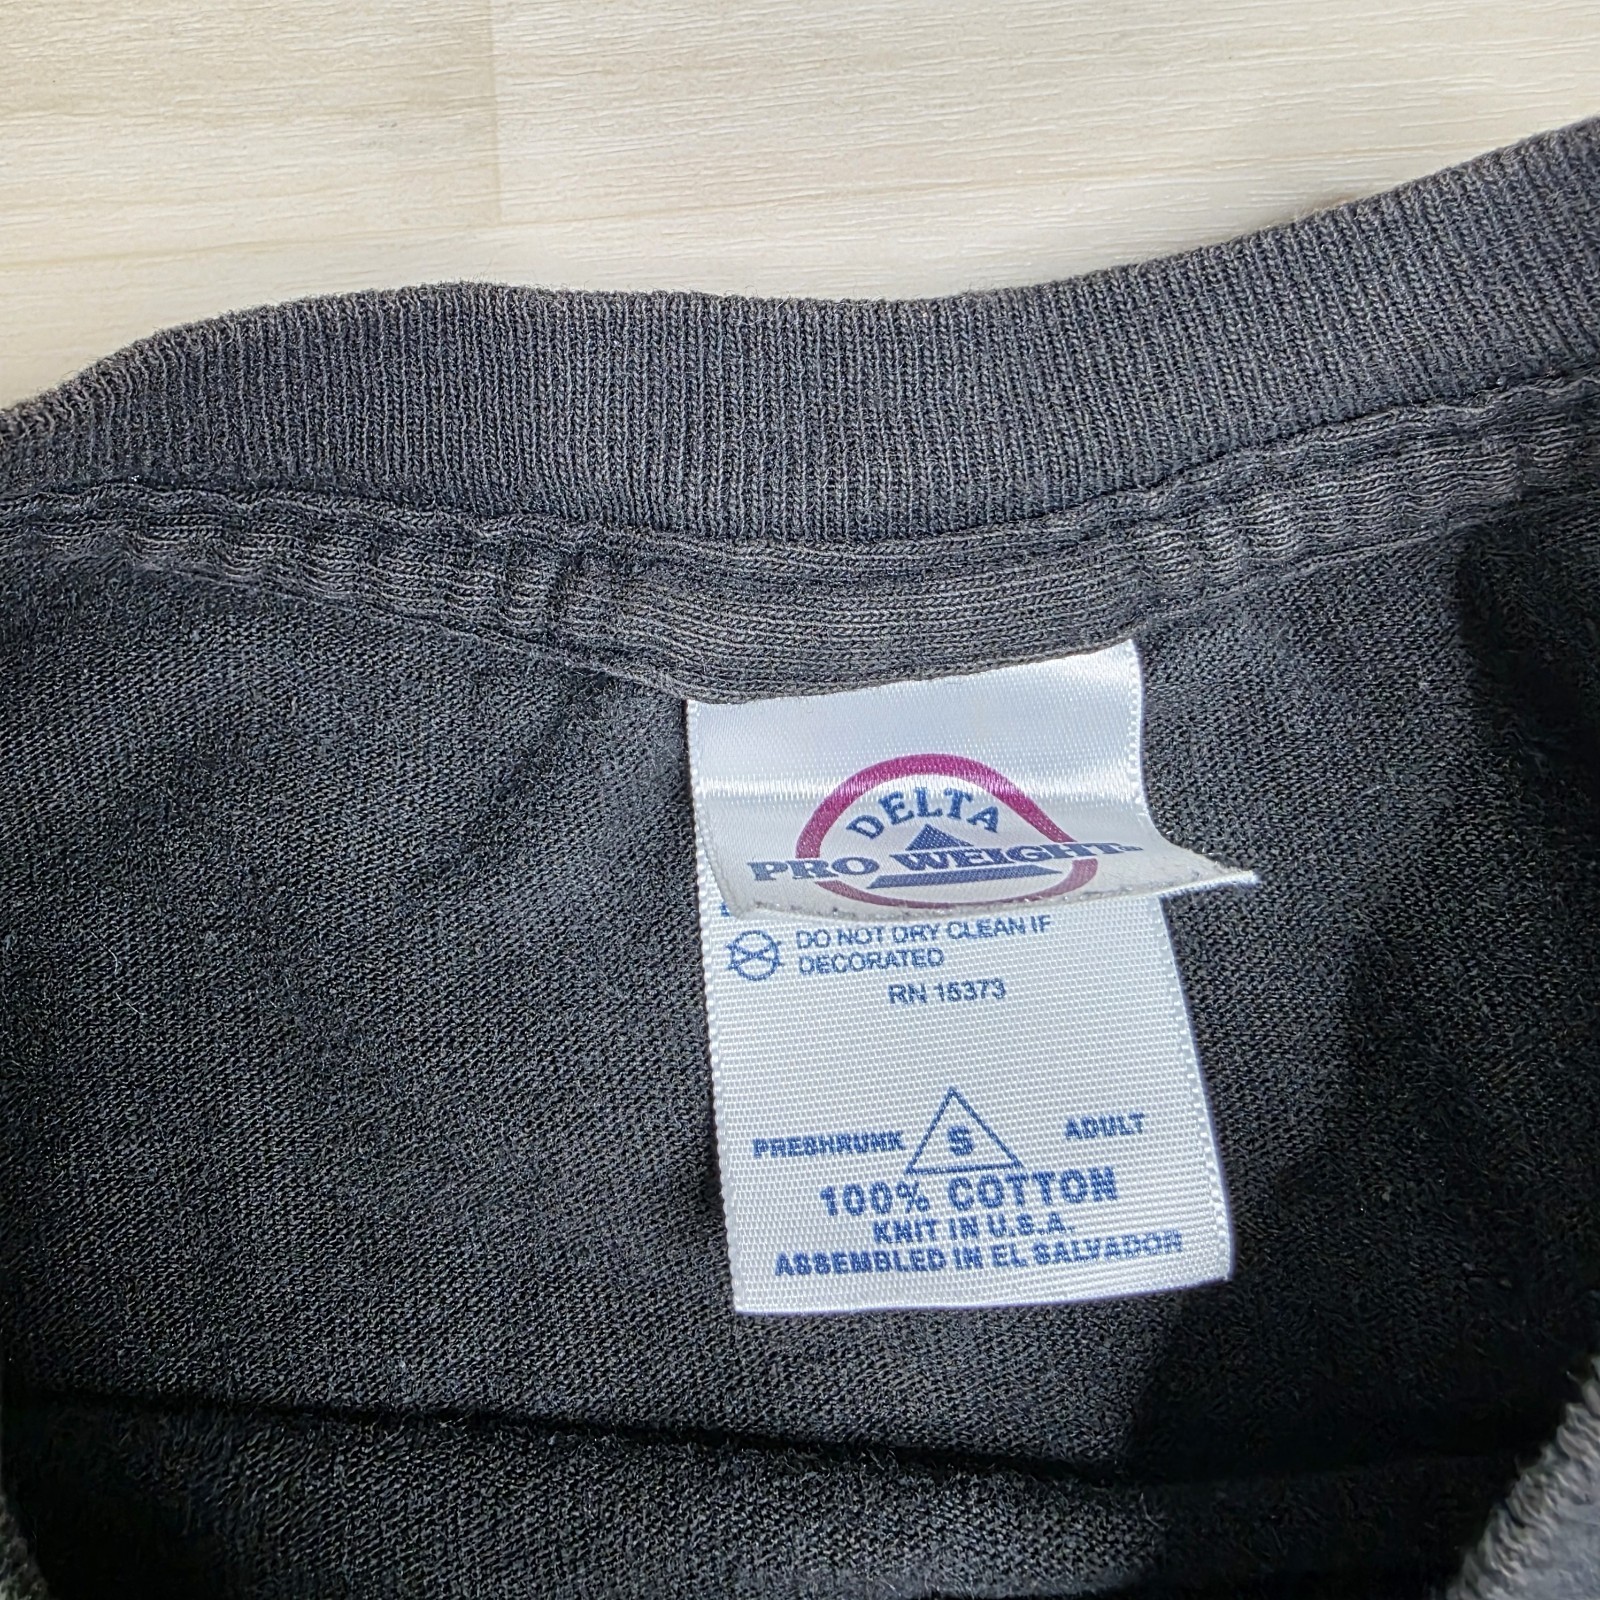 DELTA
PRO WEIGHT
DO NOT DRY CLEAN IF
DECORATED
RN 15373
PRESHRUNK S ADULT
100% COTTON
KNIT IN U.S.A.
ASSEMBLED IN EL SALVADOR